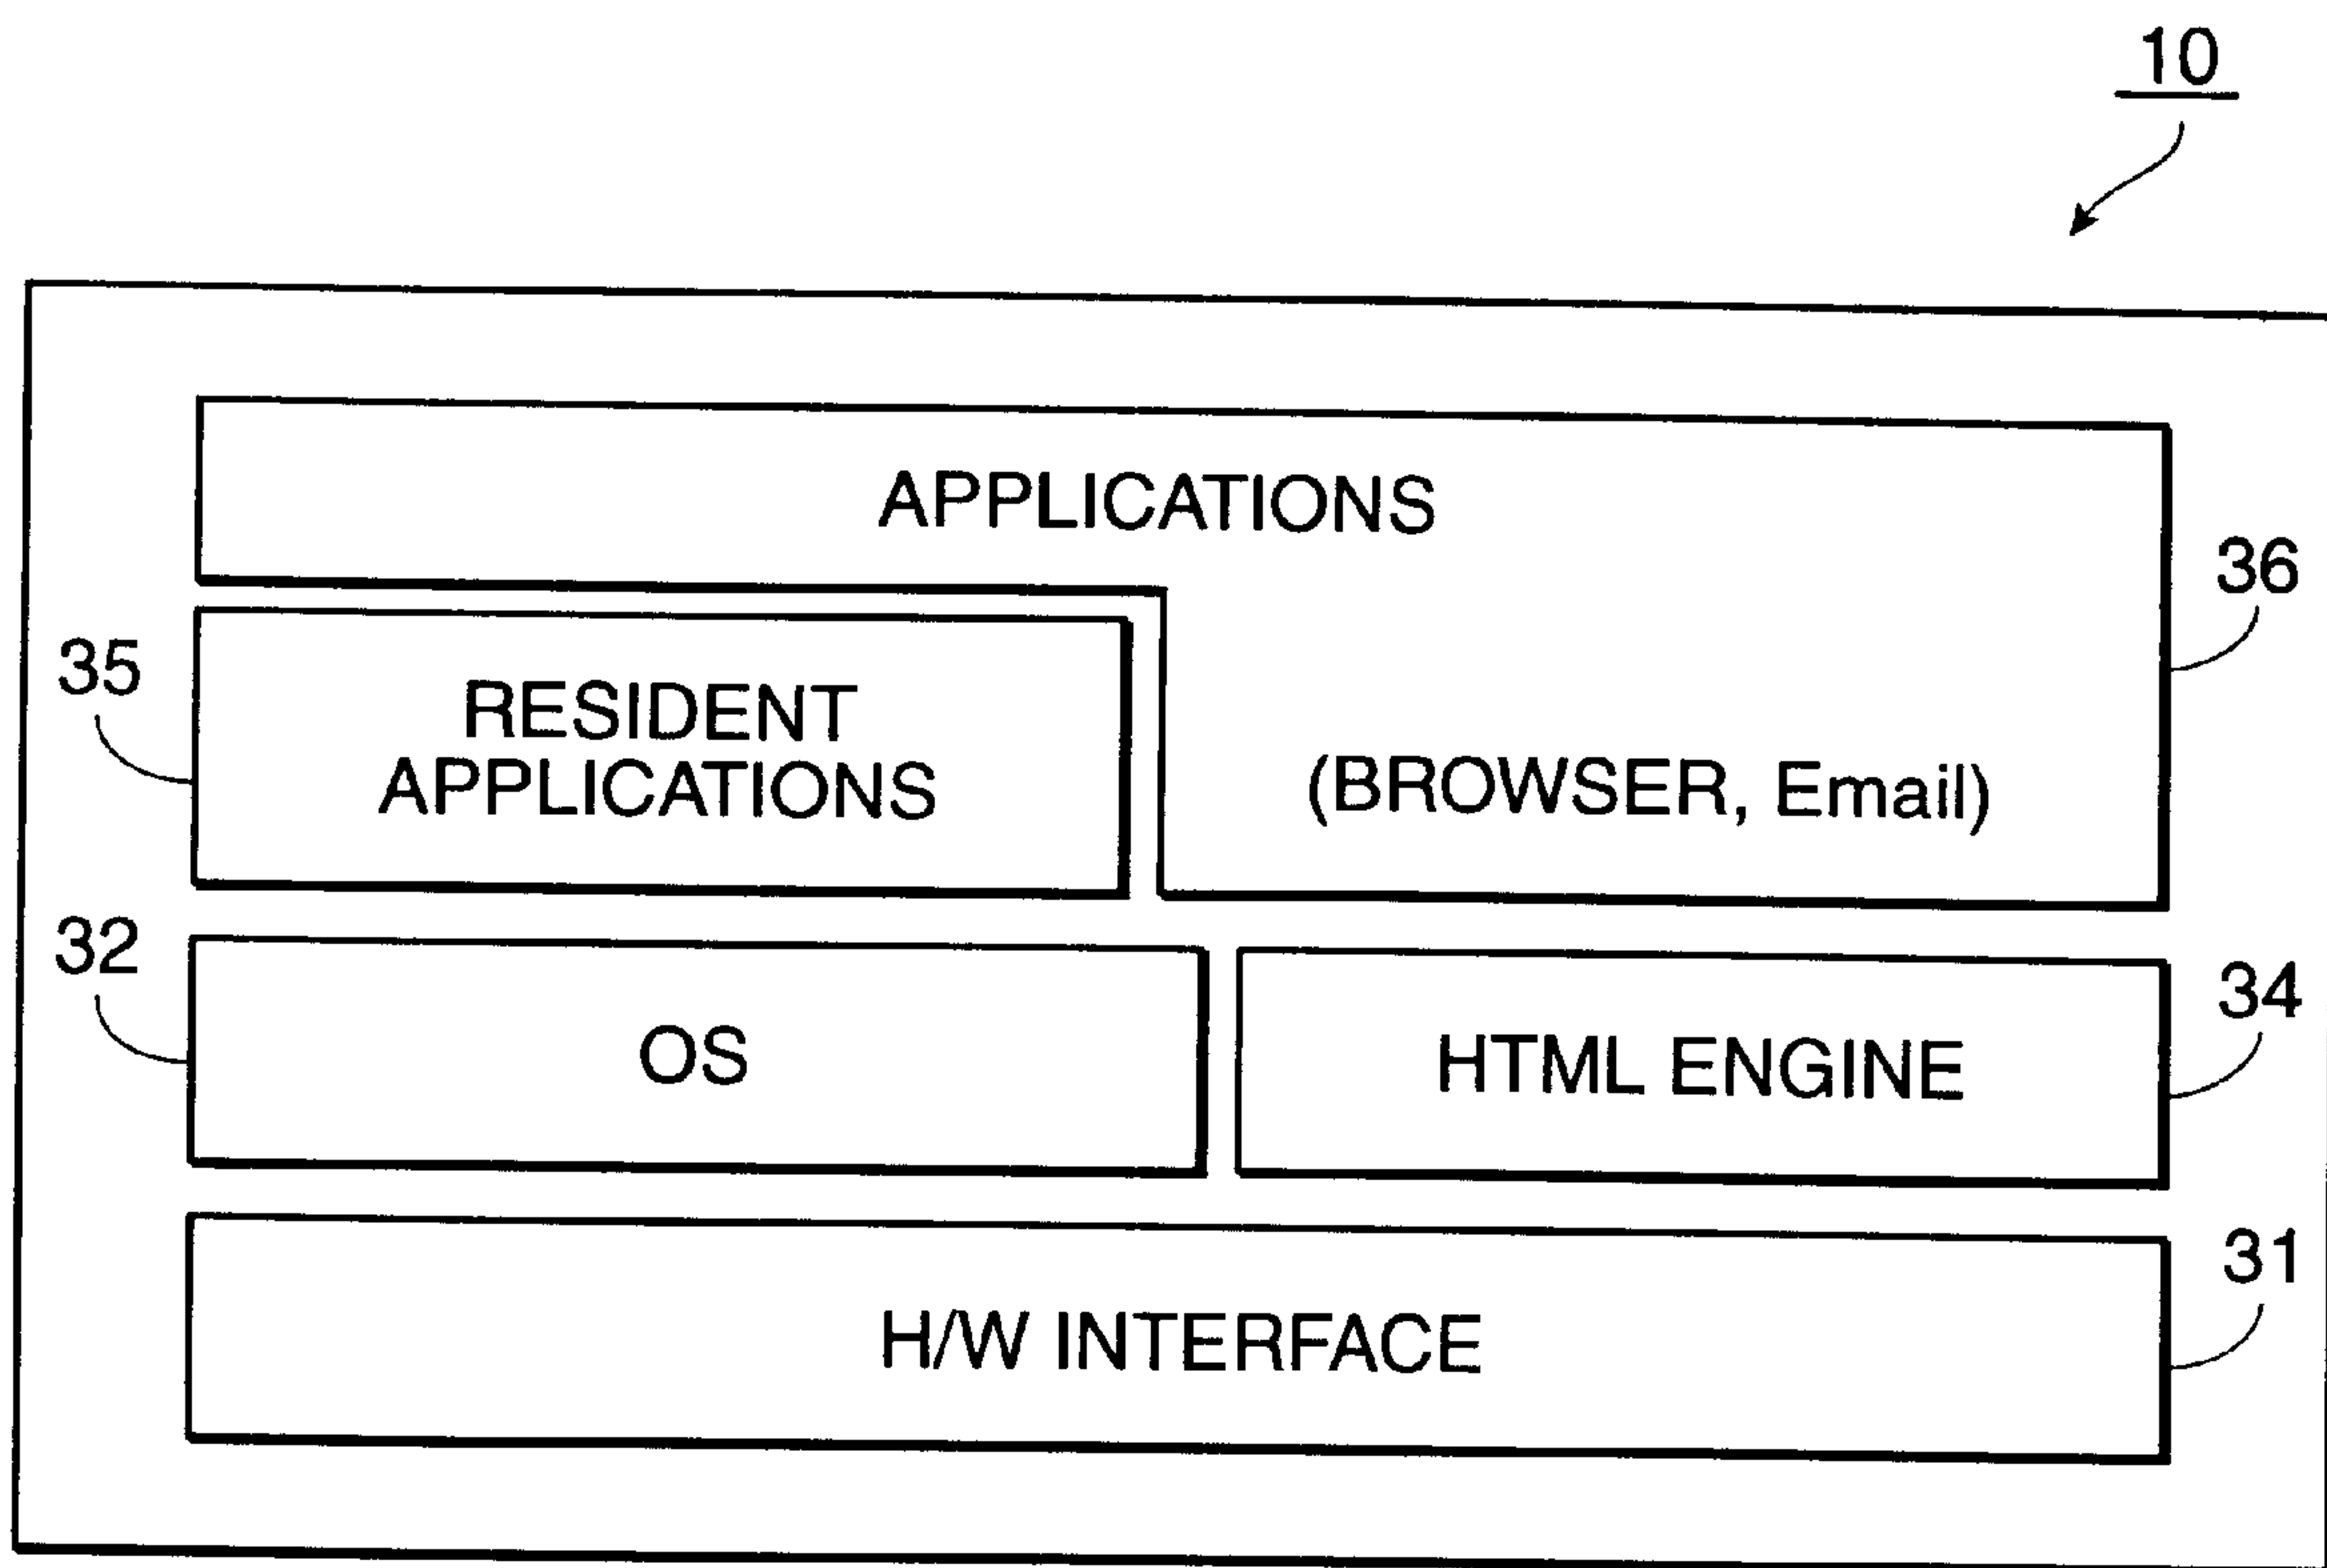 10
APPLICATIONS
36
35
RESIDENT
APPLICATIONS
(BROWSER, Email)
32
OS
34
HTML ENGINE
31
H/W INTERFACE